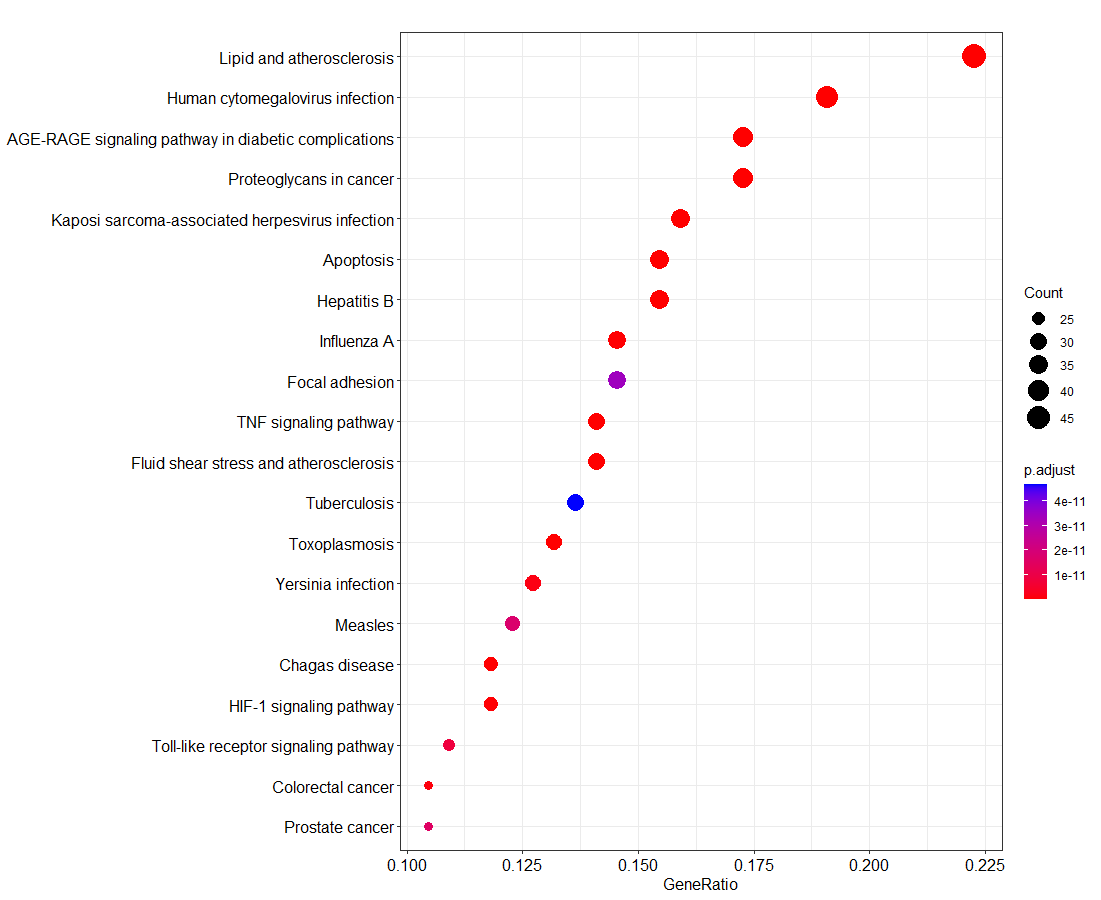 Lipid and atherosclerosis
Human cytomegalovirus infection
AGE-RAGE signaling pathway in diabetic complications
Proteoglycans in cancer
Kaposi sarcoma-associated herpesvirus infection
Apoptosis
Hepatitis B
Influenza A
Focal adhesion
TNF signaling pathway
Fluid shear stress and atherosclerosis
Tuberculosis
Toxoplasmosis
Yersinia infection
Measles
Chagas disease
HIF-1 signaling pathway
Toll-like receptor signaling pathway
Colorectal cancer
Prostate cancer
0.100 0.125 0.150 0.175 0.200 0.225
GeneRatio
Count
25
30
35
40
45
p.adjust
4e-11
3e-11
2e-11
1e-11